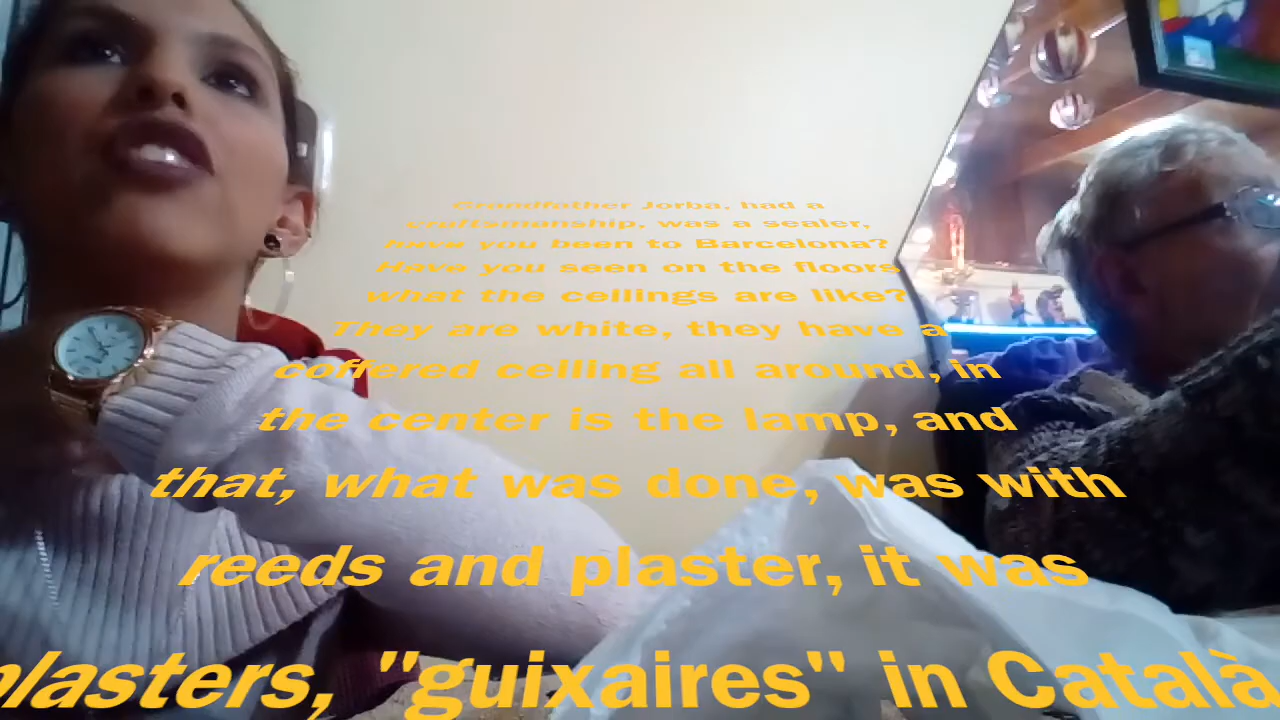 Grandfather Jorba, had a
craftsmanship, was a sealer,
have you been to Barcelona?
Have you seen on the floors
what the ceilings are like?
They are white, they have a
coffered ceiling all around, in
the center is the lamp, and
that, what was done, was with
reeds and plaster, it was
plasters, "guixaires" in Català